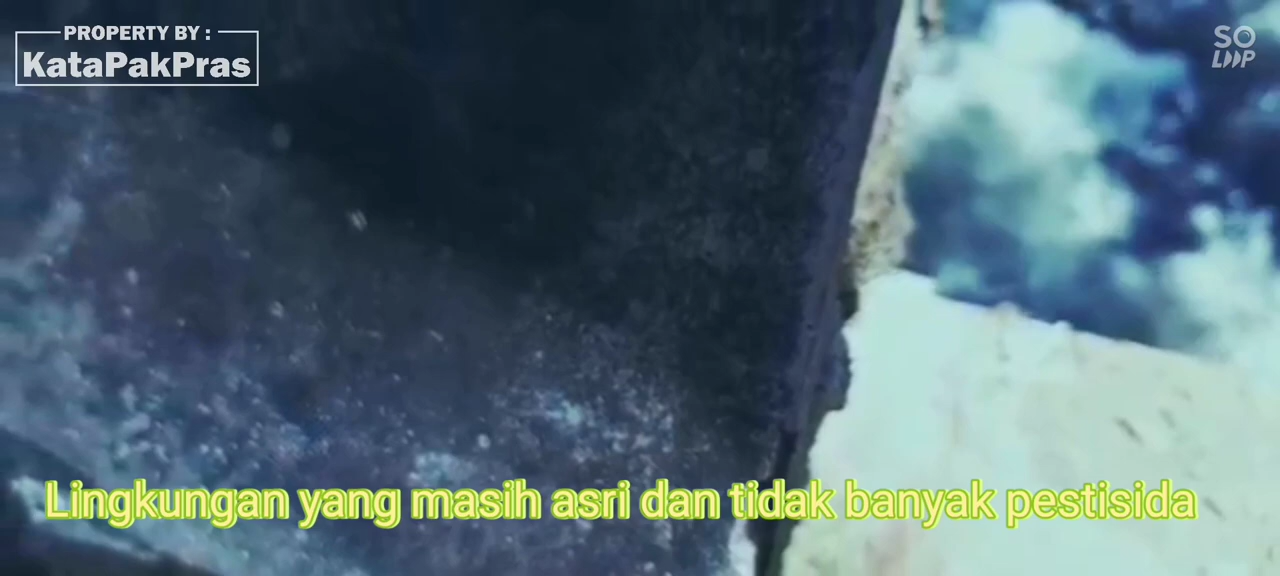 PROPERTY BY :
KataPakPras
SO
LOOP
Lingkungan yang masih asri dan tidak banyak pestisida